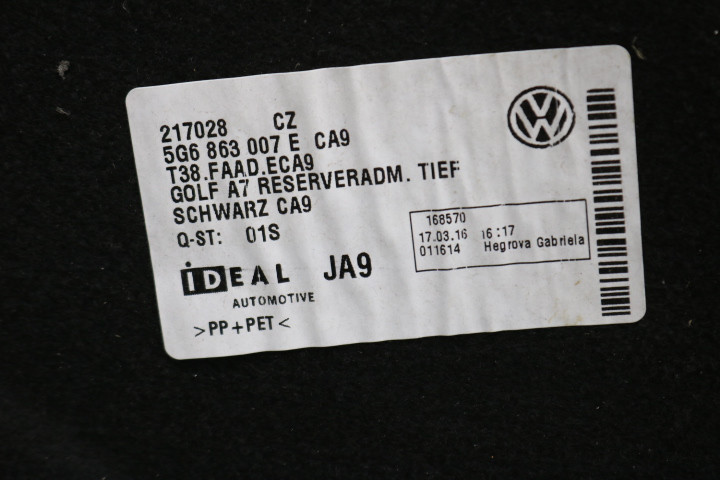 217028 CZ
5G6 863 007 E CA9
T38.FAAD.ECA9
GOLF A7 RESERVERADM. TIEF
SCHWARZ CA9
Q-ST: 01S
168570
17.03.16 16:17
011614 Hegrova Gabriela
iDEAL JA9
AUTOMOTIVE
>PP+PET<
VW